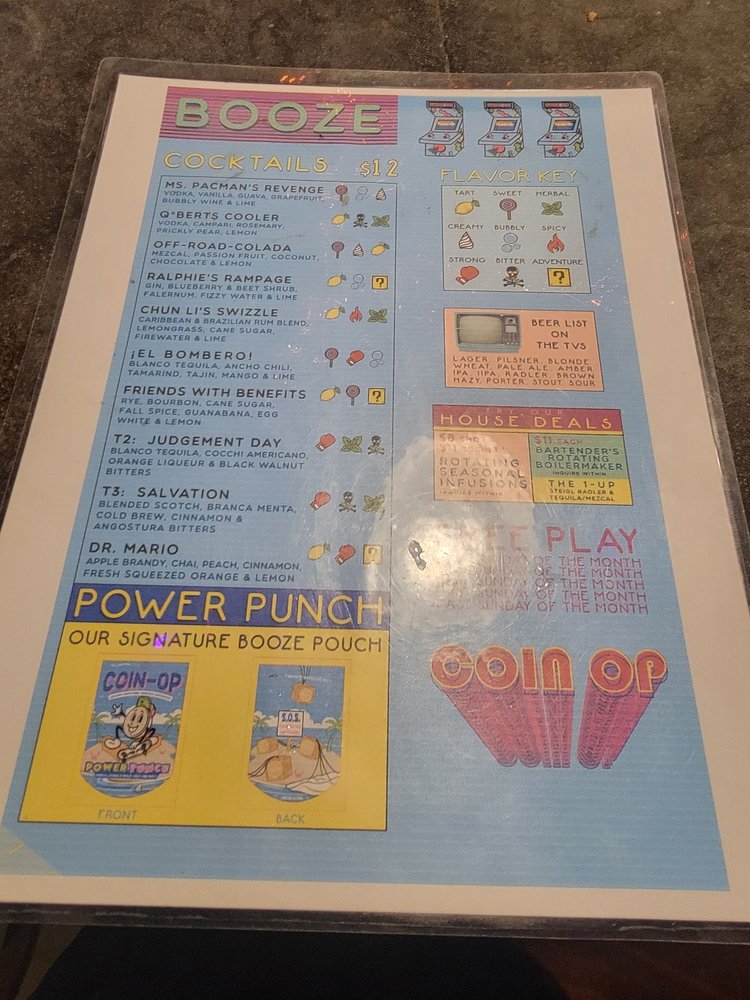 BOOZE
COCKTAILS $12
MS. PACMAN'S REVENGE
VODKA, VANILLA, GUAVA, GRAPEFRUIT,
BUBBLY WINE & LIME
Q*BERTS COOLER
VODKA, CAMPARI, ROSEMARY,
PRICKLY PEAR, LEMON
OFF-ROAD-COLADA
MEZCAL, PASSION FRUIT, COCONUT,
CHOCOLATE & LEMON
RALPHIE'S RAMPAGE
GIN, BLUEBERRY & BEET SHRUB,
FALERNUM, FIZZY WATER & LIME
CHUN LI'S SWIZZLE
CARIBBEAN & BRAZILIAN RUM BLEND,
LEMONGRASS, CANE SUGAR,
FIREWATER & LIME
¡EL BOMBERO!
BLANCO TEQUILA, ANCHO CHILI,
TAMARIND, TAJIN, MANGO & LIME
FRIENDS WITH BENEFITS
RYE, BOURBON, CANE SUGAR,
FALL SPICE, GUANABANA, EGG
WHITE & LEMON
T2: JUDGEMENT DAY
BLANCO TEQUILA, COCCHI AMERICANO,
ORANGE LIQUEUR & BLACK WALNUT
BITTERS
T3: SALVATION
BLENDED SCOTCH, BRANCA MENTA,
COLD BREW, CINNAMON &
ANGOSTURA BITTERS
DR. MARIO
APPLE BRANDY, CHAI, PEACH, CINNAMON,
FRESH SQUEEZED ORANGE & LEMON
POWER PUNCH
OUR SIGNATURE BOOZE POUCH
COIN-OP
POWER PUNCH
FRONT
S.O.S.
BACK
FLAVOR KEY
TART SWEET HERBAL
CREAMY BUBBLY SPICY
STRONG BITTER ADVENTURE
?
BEER LIST
ON THE
TVS
LAGER, PILSNER, BLONDE,
WHEAT, PALE ALE, AMBER
IPA, IIPA, RADLER, BROWN
HAZY, PORTER, STOUT, SOUR
TRY OUR
HOUSE DEALS
$8
ROTATING
SEASONAL
INFUSIONS
INQUIRE WITHIN
$11 EACH
BARTENDER'S
ROTATING
BOILERMAKER
INQUIRE WITHIN
THE 1-UP
STEIGL RADLER &
TEQUILA/MEZCAL
FREE PLAY
SUNDAY OF THE MONTH
SUNDAY OF THE MONTH
SUNDAY OF THE MONTH
SUNDAY OF THE MONTH
SUNDAY OF THE MONTH
COIN OP